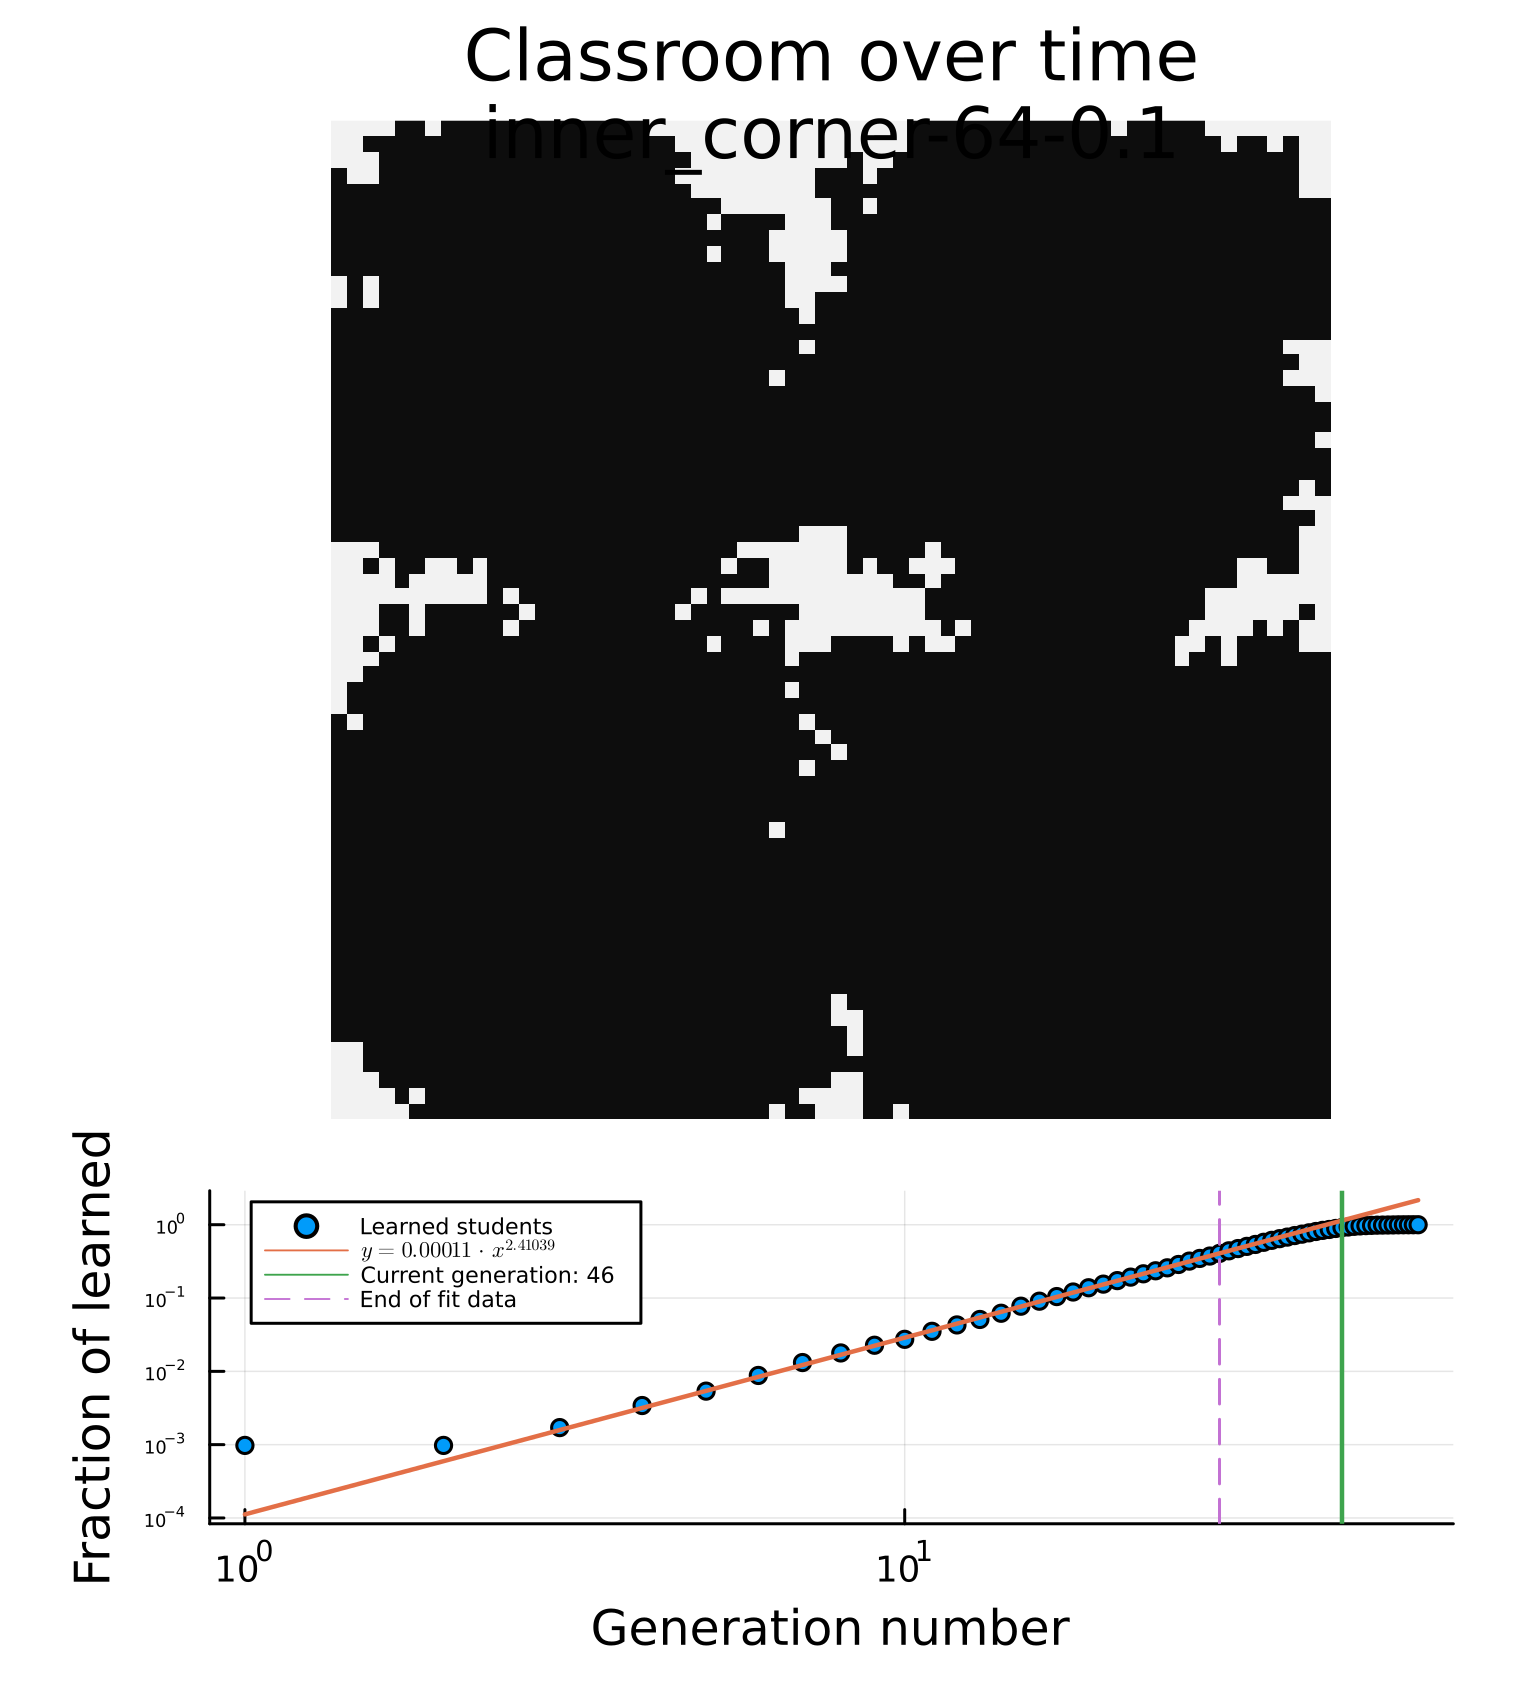 Classroom over time
inner_corner-64-0.1
Fraction of learned
Learned students
y = 0.00011 · x^2.41039
Current generation: 46
End of fit data
10^0
10^−1
10^−2
10^−3
10^−4
10^0
10^1
Generation number